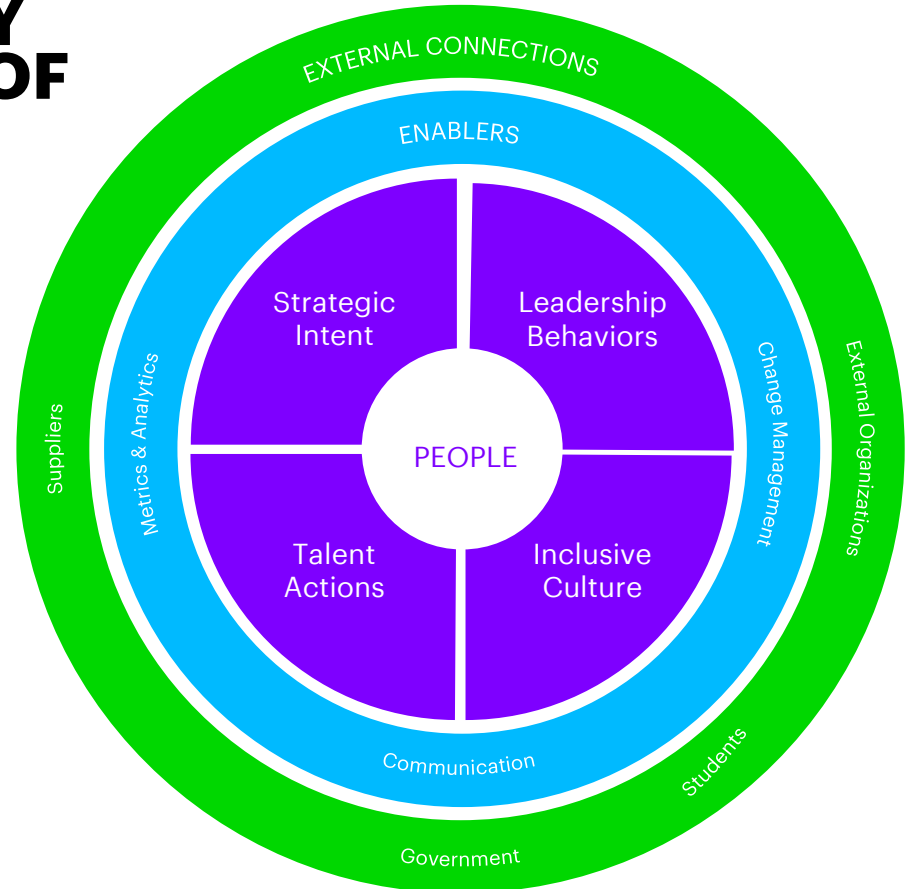 Y
OF
EXTERNAL CONNECTIONS
ENABLERS
Strategic
Intent
Leadership
Behaviors
Metrics & Analytics
Change Management
External Organizations
Suppliers
PEOPLE
Talent
Actions
Inclusive
Culture
Students
Communication
Government